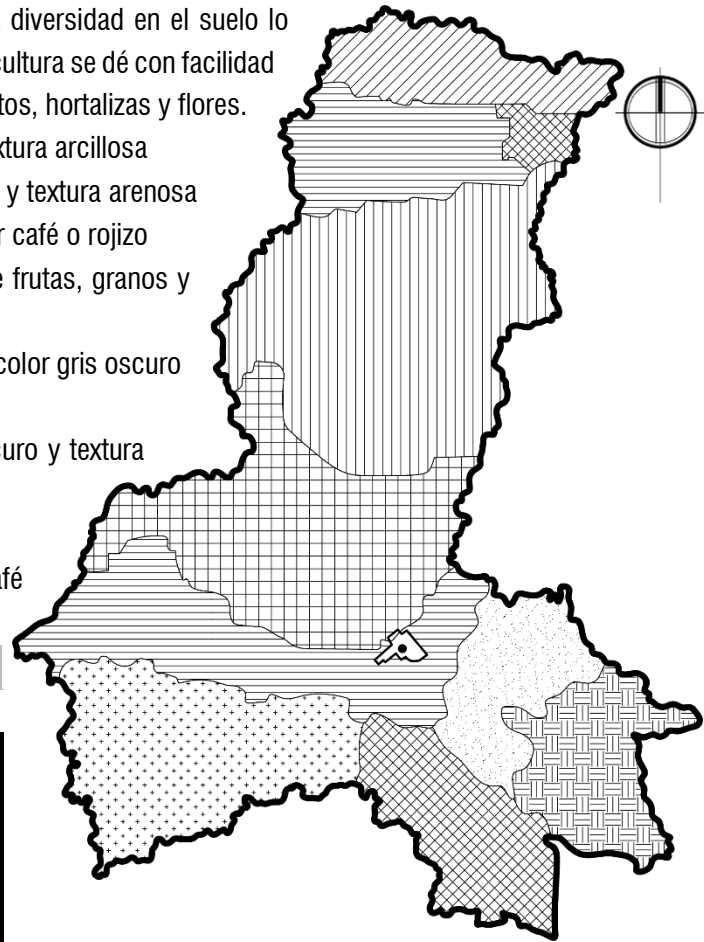 diversidad en el suelo lo
cultura se dé con facilidad
tos, hortalizas y flores.
xtura arcillosa
y textura arenosa
r café o rojizo
e frutas, granos y
color gris oscuro
curo y textura
afé